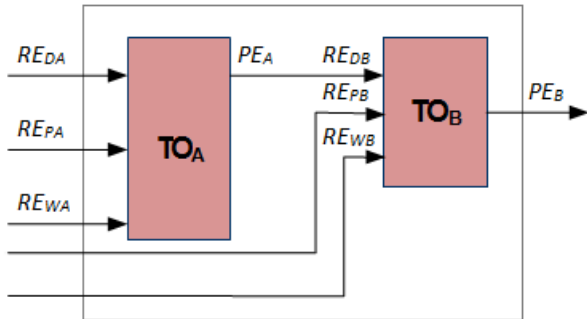 RE_DA PE_A RE_DB
RE_PB PE_B
RE_PA TO_A TO_B
RE_WB
RE_WA